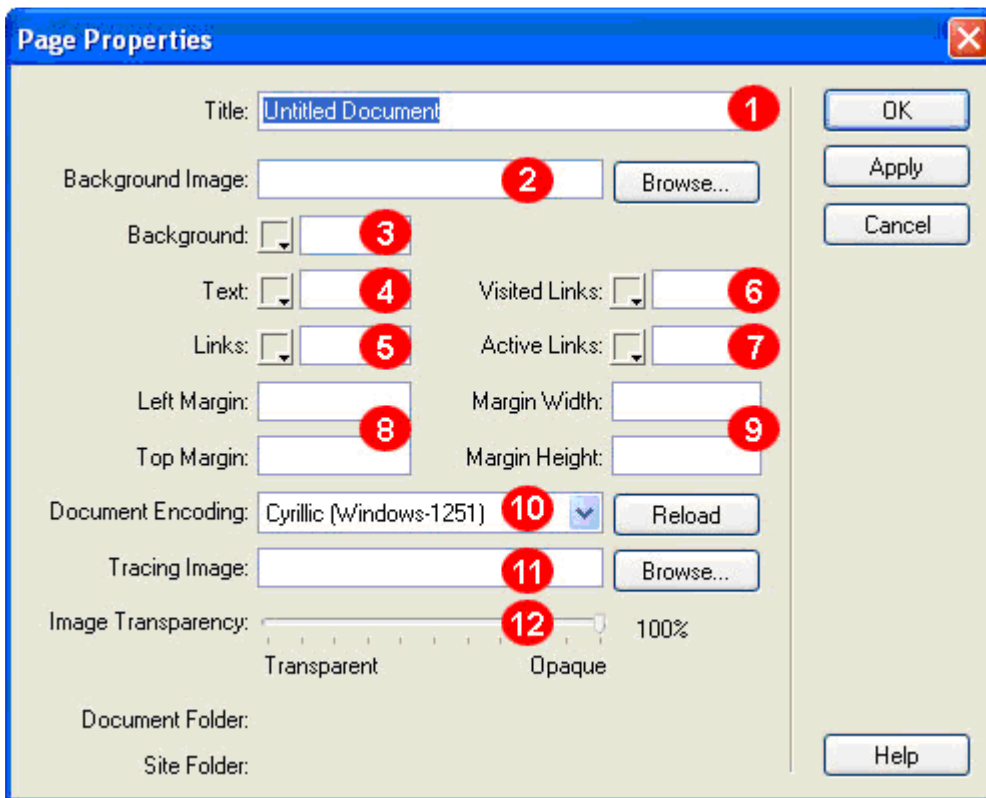 Page Properties
Title: Untitled Document 1 OK
Background Image: 2 Browse... Apply
Background: 3 Cancel
Text: 4 Visited Links: 6
Links: 5 Active Links: 7
Left Margin: Margin Width:
8 9
Top Margin: Margin Height:
Document Encoding: Cyrillic (Windows-1251) 10 Reload
Tracing Image: 11 Browse...
Image Transparency: 12 100%
Transparent Opaque
Document Folder:
Site Folder: Help